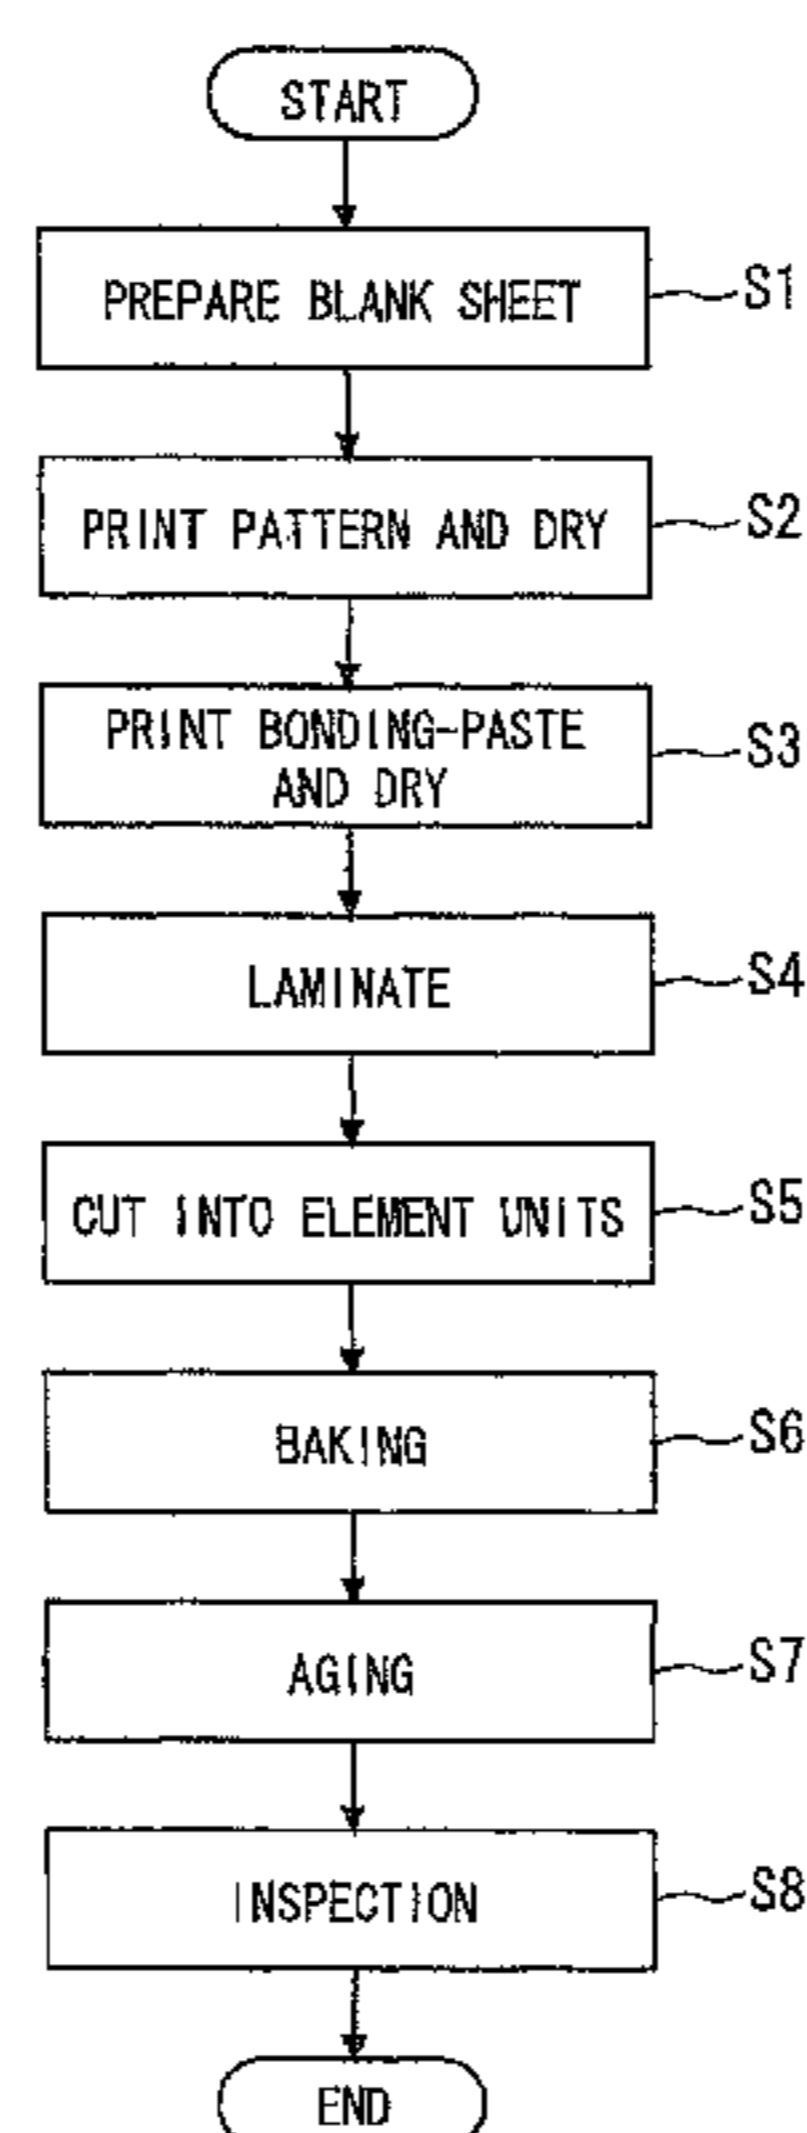 START
PREPARE BLANK SHEET
S1
PRINT PATTERN AND DRY
S2
PRINT BONDING-PASTE
AND DRY
S3
LAMINATE
S4
CUT INTO ELEMENT UNITS
S5
BAKING
S6
AGING
S7
INSPECTION
S8
END